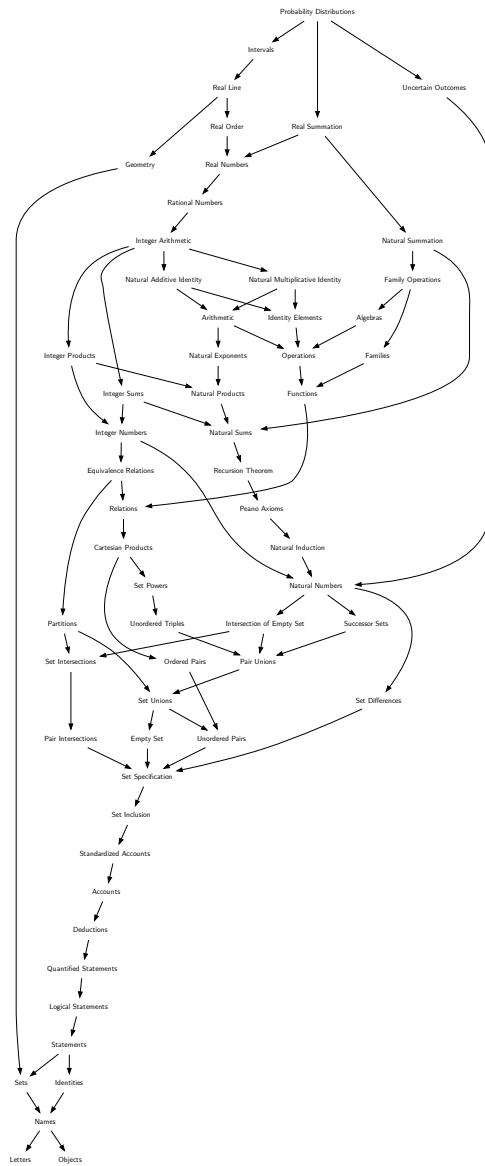 Probability Distributions
Intervals
Real Line
Uncertain Outcomes
Real Order
Real Summation
Geometry
Real Numbers
Rational Numbers
Integer Arithmetic
Natural Summation
Natural Additive Identity
Natural Multiplicative Identity
Family Operations
Arithmetic
Identity Elements
Algebras
Integer Products
Natural Exponents
Operations
Families
Integer Sums
Natural Products
Functions
Integer Numbers
Natural Sums
Equivalence Relations
Recursion Theorem
Relations
Peano Axioms
Cartesian Products
Natural Induction
Set Powers
Natural Numbers
Partitions
Unordered Triples
Intersection of Empty Set
Successor Sets
Set Intersections
Ordered Pairs
Pair Unions
Set Unions
Set Differences
Pair Intersections
Empty Set
Unordered Pairs
Set Specification
Set Inclusion
Standardized Accounts
Accounts
Deductions
Quantified Statements
Logical Statements
Statements
Sets
Identities
Names
Letters
Objects